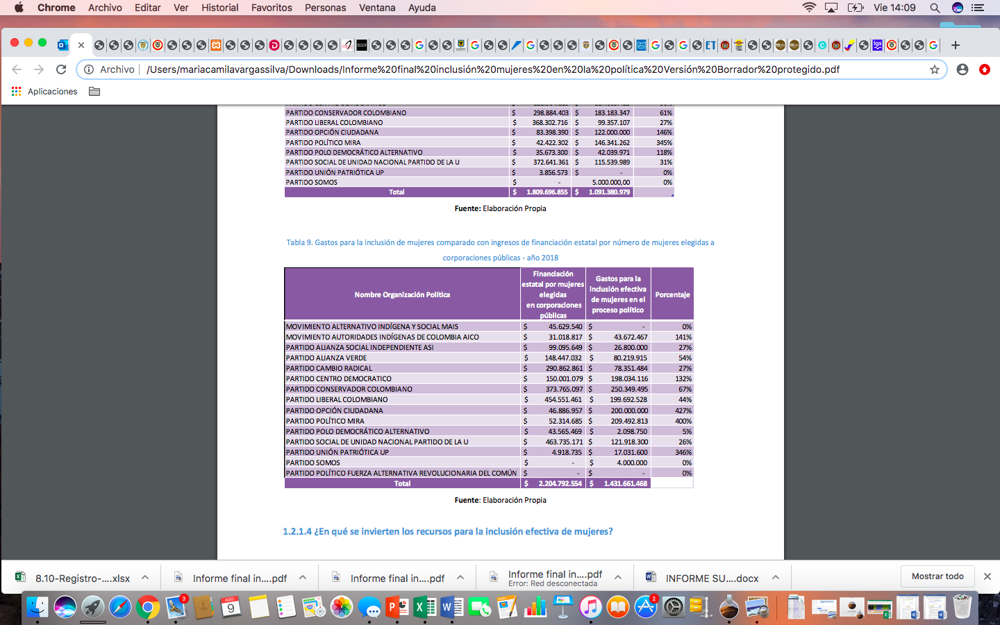 Chrome Archivo Editar Ver Historial Favoritos Personas Ventana Ayuda Vie 14:09
Archivo /Users/mariacamilavargassilva/Downloads/Informe%20final%20inclusión%20mujeres%20en%20la%20política%20Versión%20Borrador%20protegido.pdf
Aplicaciones
PARTIDO CONSERVADOR COLOMBIANO $ 298.884.403 $ 183.183.347 61%
PARTIDO LIBERAL COLOMBIANO $ 368.302.716 $ 99.357.107 27%
PARTIDO OPCIÓN CIUDADANA $ 83.398.390 $ 122.000.000 146%
PARTIDO POLÍTICO MIRA $ 42.422.302 $ 146.341.262 345%
PARTIDO POLO DEMOCRÁTICO ALTERNATIVO $ 35.673.300 $ 42.039.971 118%
PARTIDO SOCIAL DE UNIDAD NACIONAL PARTIDO DE LA U $ 372.641.361 $ 115.539.989 31%
PARTIDO UNIÓN PATRIÓTICA UP $ 3.856.573 $ - 0%
PARTIDO SOMOS $ - 5.000.000,00 0%
Total $ 1.809.696.855 $ 1.091.380.979
Fuente: Elaboración Propia
Tabla 9. Gastos para la inclusión de mujeres comparado con ingresos de financiación estatal por número de mujeres elegidas a
corporaciones públicas - año 2018
Nombre Organización Política
Financiación
estatal por mujeres
elegidas
en corporaciones
públicas
Gastos para la
inclusión efectiva
de mujeres en el
proceso político
Porcentaje
MOVIMIENTO ALTERNATIVO INDÍGENA Y SOCIAL MAIS $ 45.629.540 $ - 0%
MOVIMIENTO AUTORIDADES INDÍGENAS DE COLOMBIA AICO $ 31.018.817 $ 43.672.467 141%
PARTIDO ALIANZA SOCIAL INDEPENDIENTE ASI $ 99.095.649 $ 26.800.000 27%
PARTIDO ALIANZA VERDE $ 148.447.032 $ 80.219.915 54%
PARTIDO CAMBIO RADICAL $ 290.862.861 $ 78.351.484 27%
PARTIDO CENTRO DEMOCRATICO $ 150.001.079 $ 198.034.116 132%
PARTIDO CONSERVADOR COLOMBIANO $ 373.765.097 $ 250.349.495 67%
PARTIDO LIBERAL COLOMBIANO $ 454.551.461 $ 199.692.528 44%
PARTIDO OPCIÓN CIUDADANA $ 46.886.957 $ 200.000.000 427%
PARTIDO POLÍTICO MIRA $ 52.314.685 $ 209.492.813 400%
PARTIDO POLO DEMOCRÁTICO ALTERNATIVO $ 43.565.469 $ 2.098.750 5%
PARTIDO SOCIAL DE UNIDAD NACIONAL PARTIDO DE LA U $ 463.735.171 $ 121.918.300 26%
PARTIDO UNIÓN PATRIÓTICA UP $ 4.918.735 $ 17.031.600 346%
PARTIDO SOMOS $ - $ 4.000.000 0%
PARTIDO POLÍTICO FUERZA ALTERNATIVA REVOLUCIONARIA DEL COMÚN $ - $ - 0%
Total $ 2.204.792.554 $ 1.431.661.468
Fuente: Elaboración Propia
1.2.1.4 ¿En qué se invierten los recursos para la inclusión efectiva de mujeres?
8.10-Registro-....xlsx
Informe final in....pdf
Informe final in....pdf
Informe final in....pdf
Error: Red desconectada
INFORME SU....docx
Mostrar todo
3
AGO
9
2